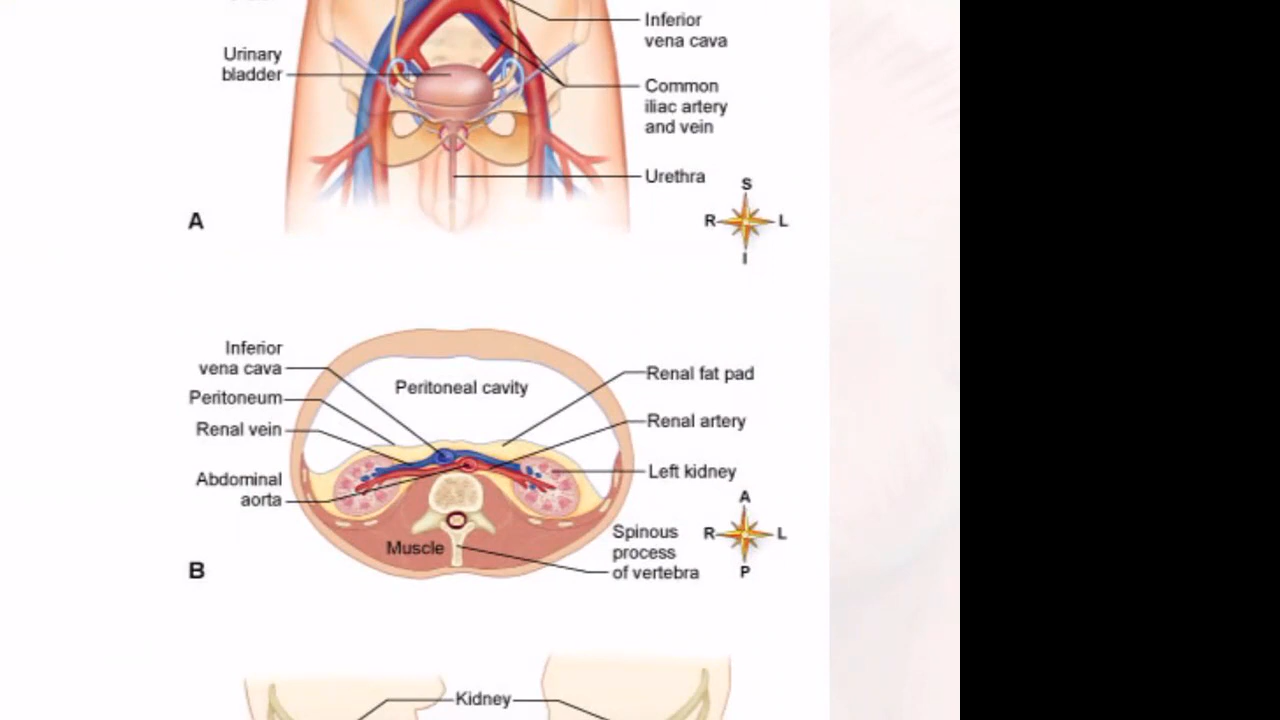 Inferior
vena cava
Urinary
bladder
Common
iliac artery
and vein
Urethra
S
R L
I
A
Inferior
vena cava
Peritoneum
Renal vein
Abdominal
aorta
Peritoneal cavity
Muscle
Renal fat pad
Renal artery
Left kidney
Spinous
process
of vertebra
A
R L
P
B
Kidney